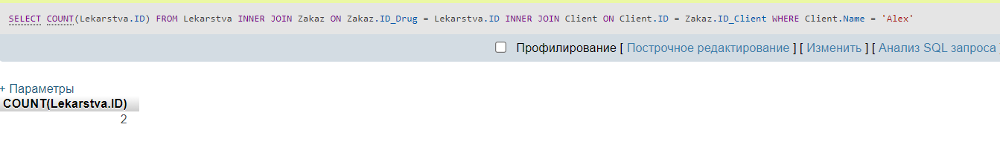 SELECT COUNT(Lekarstva.ID) FROM Lekarstva INNER JOIN Zakaz ON Zakaz.ID_Drug = Lekarstva.ID INNER JOIN Client ON Client.ID = Zakaz.ID_Client WHERE Client.Name = 'Alex'
Профилирование [ Построчное редактирование ] [ Изменить ] [ Анализ SQL запроса
+ Параметры
COUNT(Lekarstva.ID)
2